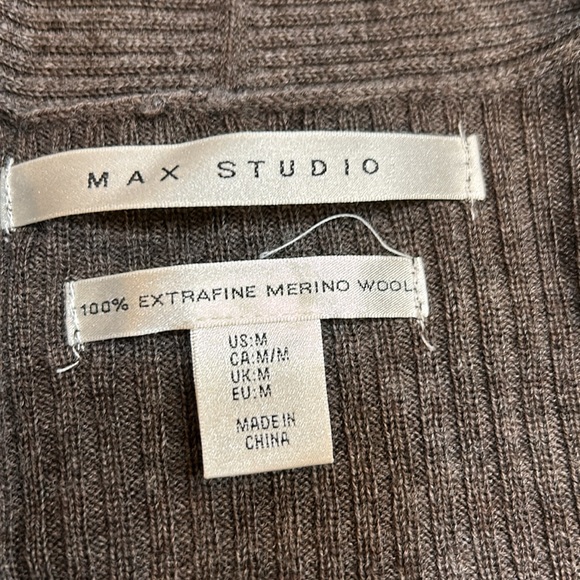 MAX STUDIO
100% EXTRAFINE MERINO WOOL
US:M
CA:M/M
UK:M
EU:M
MADE IN
CHINA